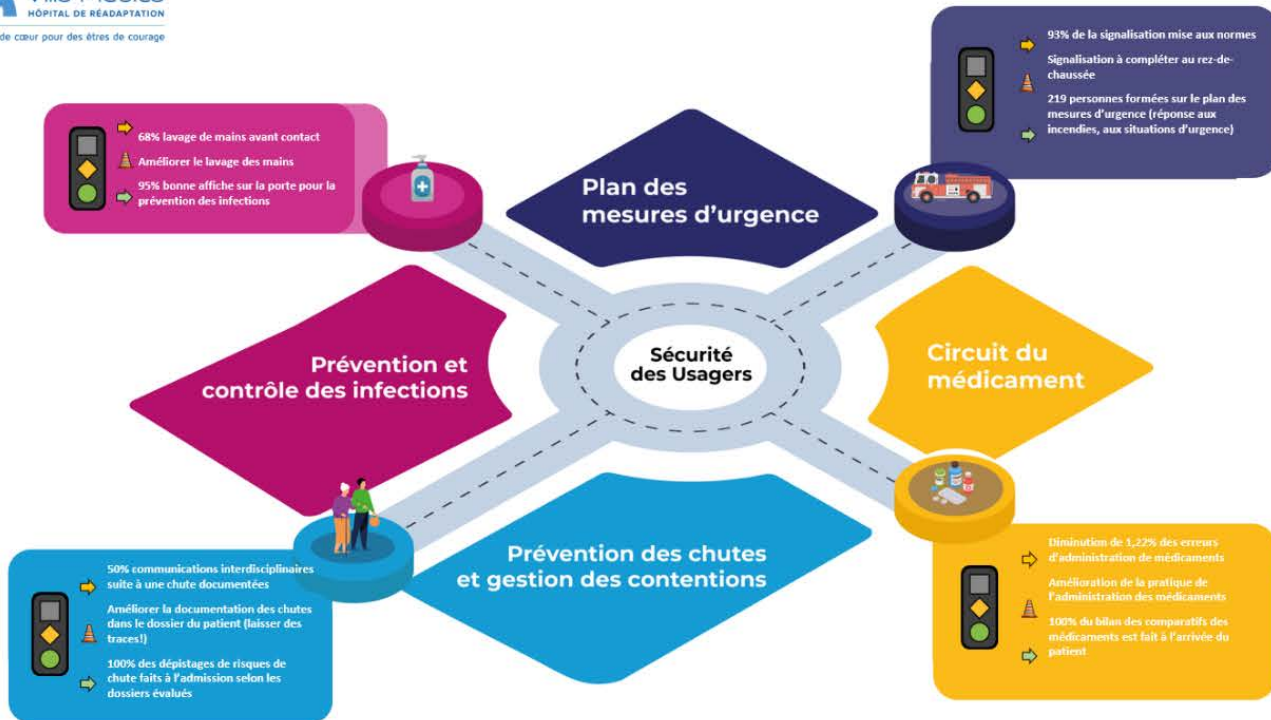 HÔPITAL DE RÉADAPTATION
de cœur pour des êtres de courage
68% lavage de mains avant contact
Améliorer le lavage des mains
95% bonne affiche sur la porte pour la
prévention des infections
93% de la signalisation mise aux normes
Signalisation à compléter au rez-de-
chaussée
219 personnes formées sur le plan des
mesures d'urgence (réponse aux
incendies, aux situations d'urgence)
Plan des
mesures d'urgence
Prévention et
contrôle des infections
Sécurité
des Usagers
Circuit du
médicament
Prévention des chutes
et gestion des contentions
50% communications interdisciplinaires
suite à une chute documentées
Améliorer la documentation des chutes
dans le dossier du patient (laisser des
traces!)
100% des dépistages de risques de
chute faits à l'admission selon les
dossiers évalués
Diminution de 1,22% des erreurs
d'administration de médicaments
Amélioration de la pratique de
l'administration des médicaments
100% du bilan des comparatifs des
médicaments est fait à l'arrivée du
patient